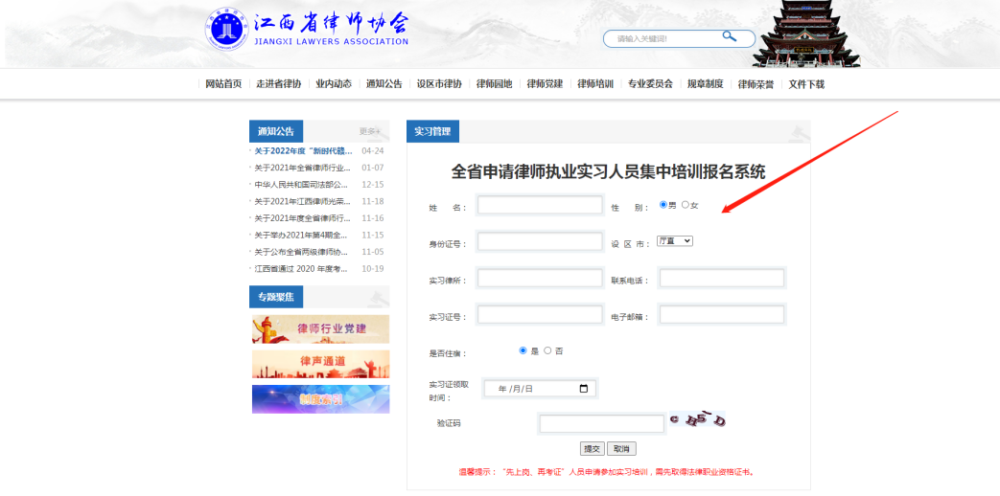 江西省律师协会
JIANGXI LAWYERS ASSOCIATION
请输入关键词!
网站首页 走进省律协 业内动态 通知公告 设区市律协 律师园地 律师党建 律师培训 专业委员会 规章制度 律师荣誉 文件下载
通知公告 更多+
关于2022年度“新时代赣... 04-24
关于2021年全省律师行业... 01-07
中华人民共和国司法部公... 12-15
关于2021年江西律师光荣... 11-18
关于2021年度全省律师行... 11-16
关于举办2021年第4期全... 11-15
关于公布全省两级律师协... 11-05
江西省通过 2020 年度考... 10-19
专题聚焦
律师行业党建
律声通道
制度索引
实习管理
全省申请律师执业实习人员集中培训报名系统
姓 名： 性 别： 男 女
身份证号： 设 区 市： 厅直
实习律所： 联系电话：
实习证号： 电子邮箱：
是否住宿： 是 否
实习证领取
时间： 年 /月/日
验证码 C H5 D
提交 取消
温馨提示：“先上岗、再考证”人员申请参加实习培训，需先取得法律职业资格证书。